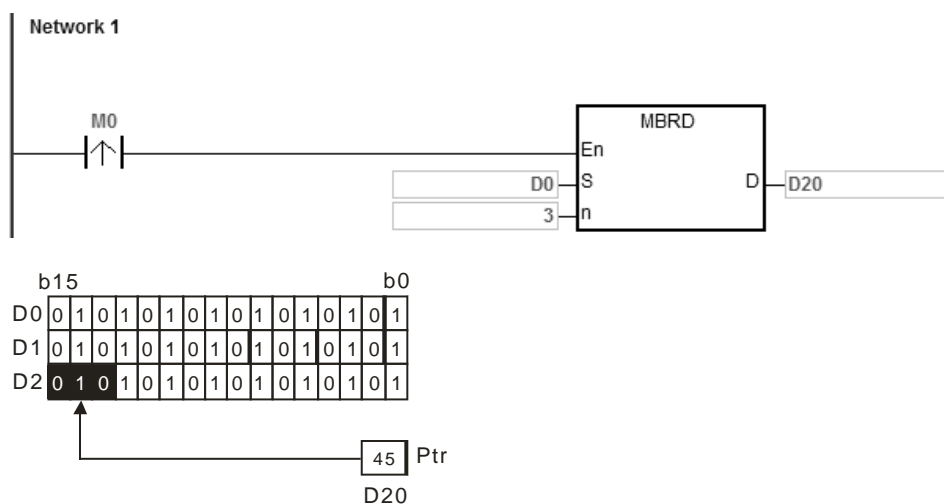 Network 1
M0
MBRD
En
D0 S D D20
3 n
b15 b0
D0 0 1 0 1 0 1 0 1 0 1 0 1 0 1 0 1
D1 0 1 0 1 0 1 0 1 0 1 0 1 0 1 0 1
D2 0 1 0 1 0 1 0 1 0 1 0 1 0 1 0 1
45 Ptr
D20